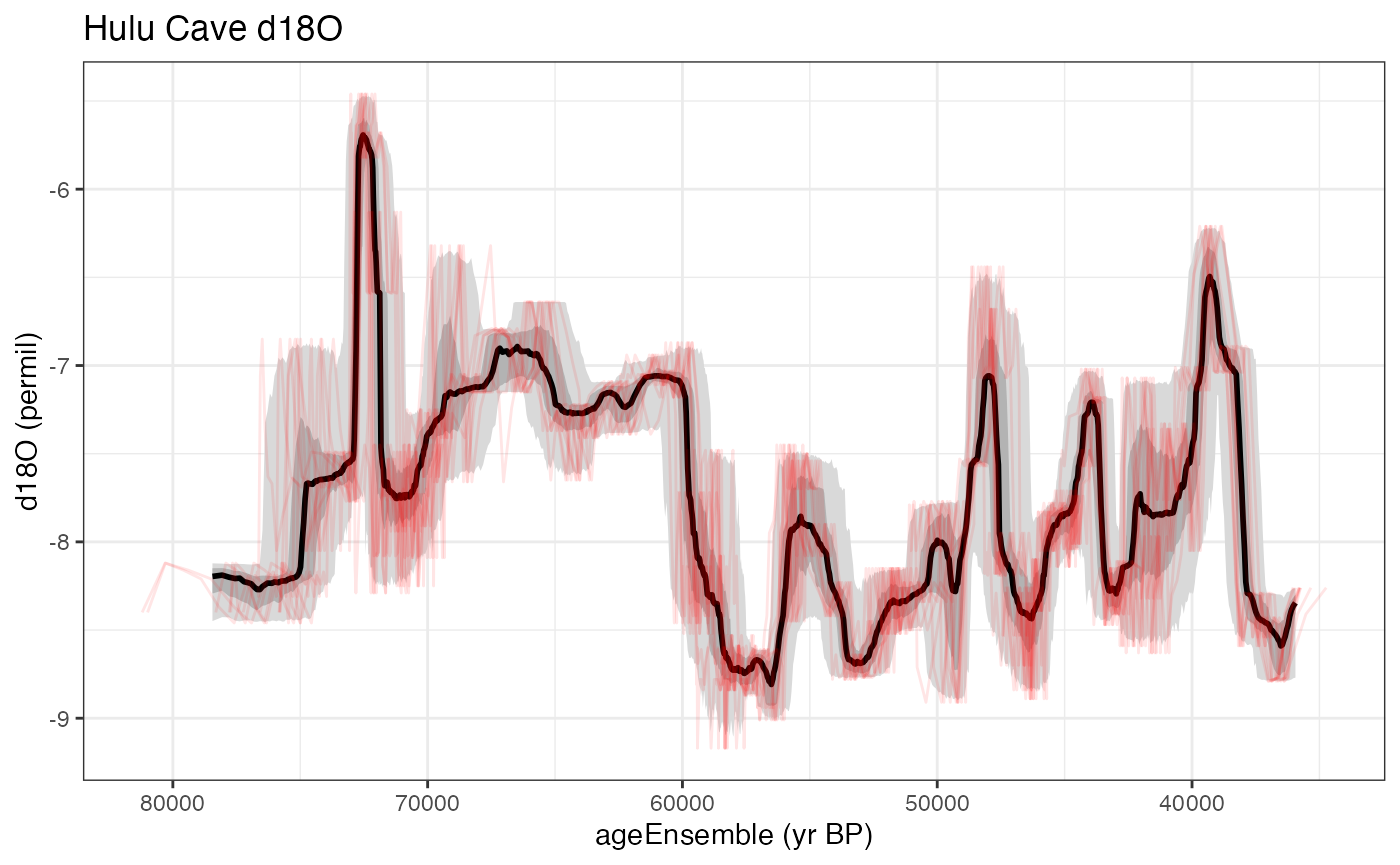 Hulu Cave d18O
d18O (permil)
-6
-7
-8
-9
80000 70000 60000 50000 40000
ageEnsemble (yr BP)